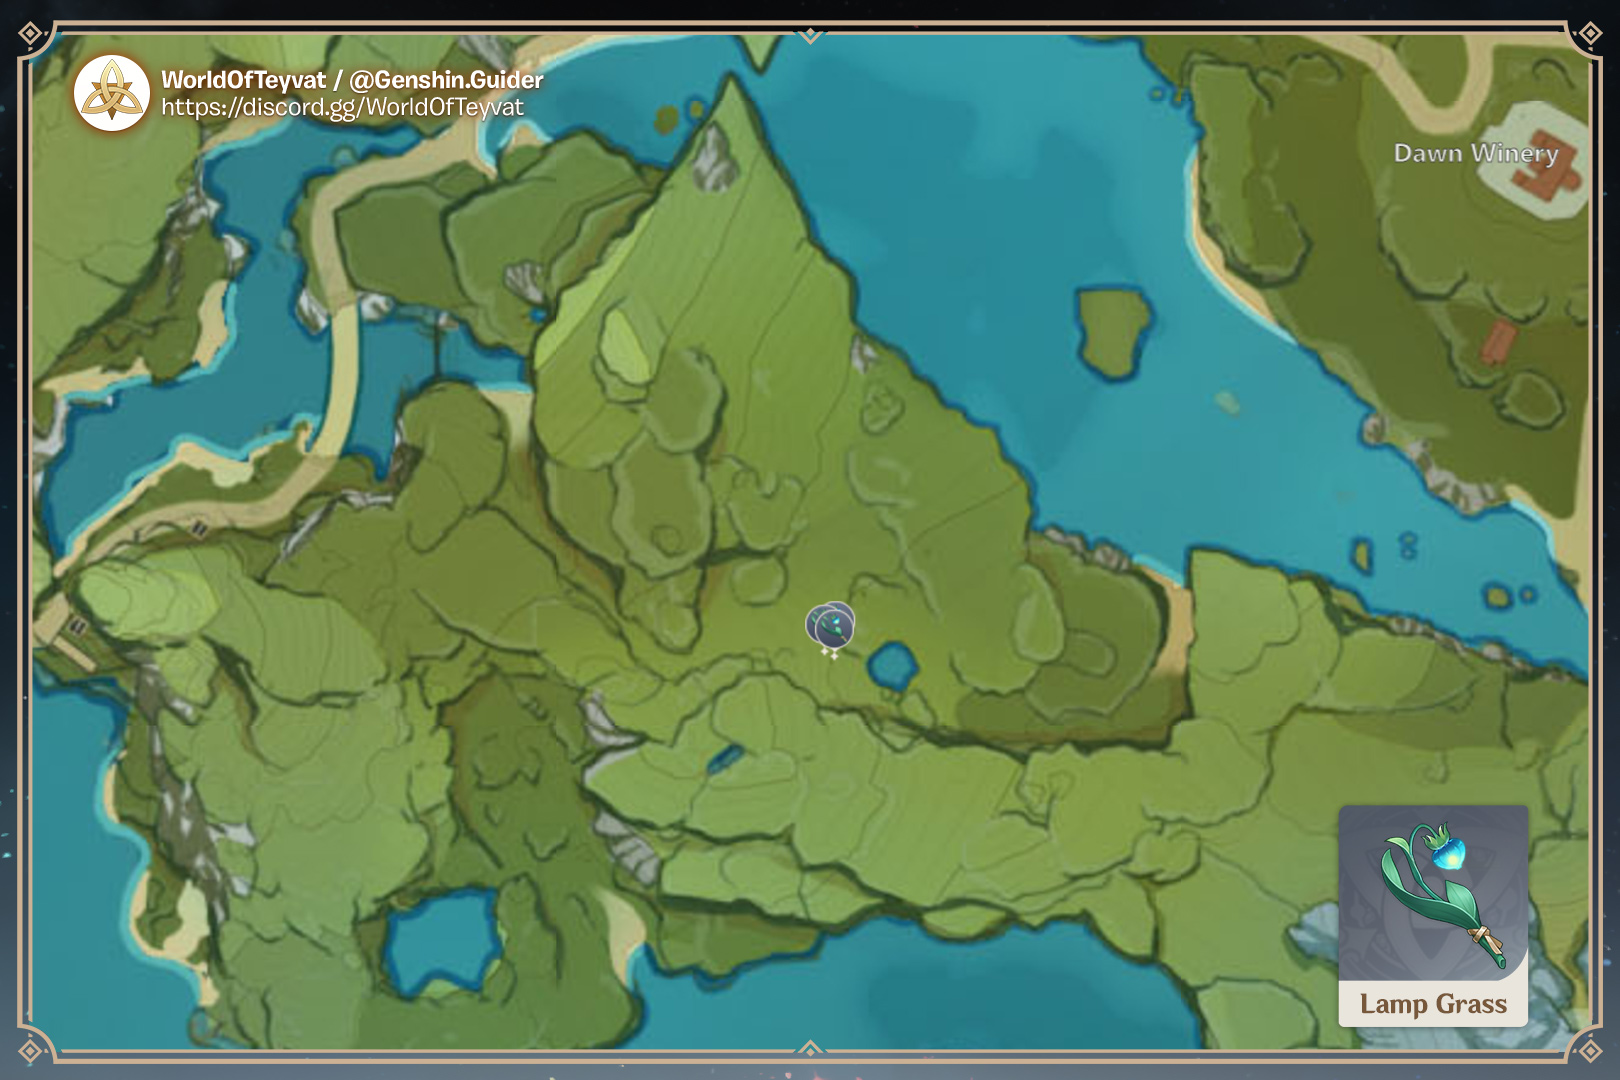 WorldOfTeyvat / @Genshin.Guider
https://discord.gg/WorldOfTeyvat
Dawn Winery
Lamp Grass